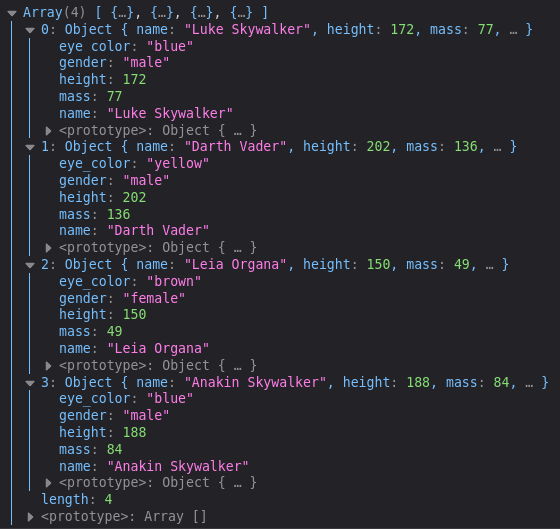 Array(4) [ {…}, {…}, {…}, {…} ]
0: Object { name: "Luke Skywalker", height: 172, mass: 77, … }
eye_color: "blue"
gender: "male"
height: 172
mass: 77
name: "Luke Skywalker"
<prototype>: Object { … }
1: Object { name: "Darth Vader", height: 202, mass: 136, … }
eye_color: "yellow"
gender: "male"
height: 202
mass: 136
name: "Darth Vader"
<prototype>: Object { … }
2: Object { name: "Leia Organa", height: 150, mass: 49, … }
eye_color: "brown"
gender: "female"
height: 150
mass: 49
name: "Leia Organa"
<prototype>: Object { … }
3: Object { name: "Anakin Skywalker", height: 188, mass: 84, … }
eye_color: "blue"
gender: "male"
height: 188
mass: 84
name: "Anakin Skywalker"
<prototype>: Object { … }
length: 4
<prototype>: Array []